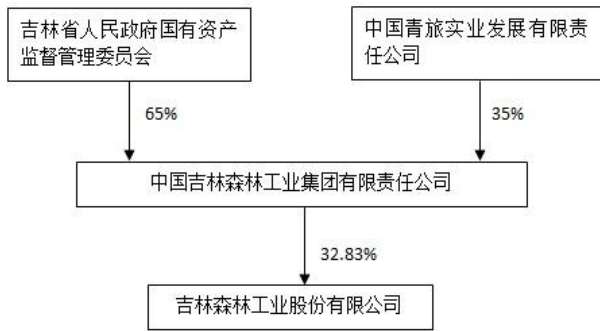 吉林省人民政府国有资产
监督管理委员会
中国青旅实业发展有限责
任公司
65%
35%
中国吉林森林工业集团有限责任公司
32.83%
吉林森林工业股份有限公司